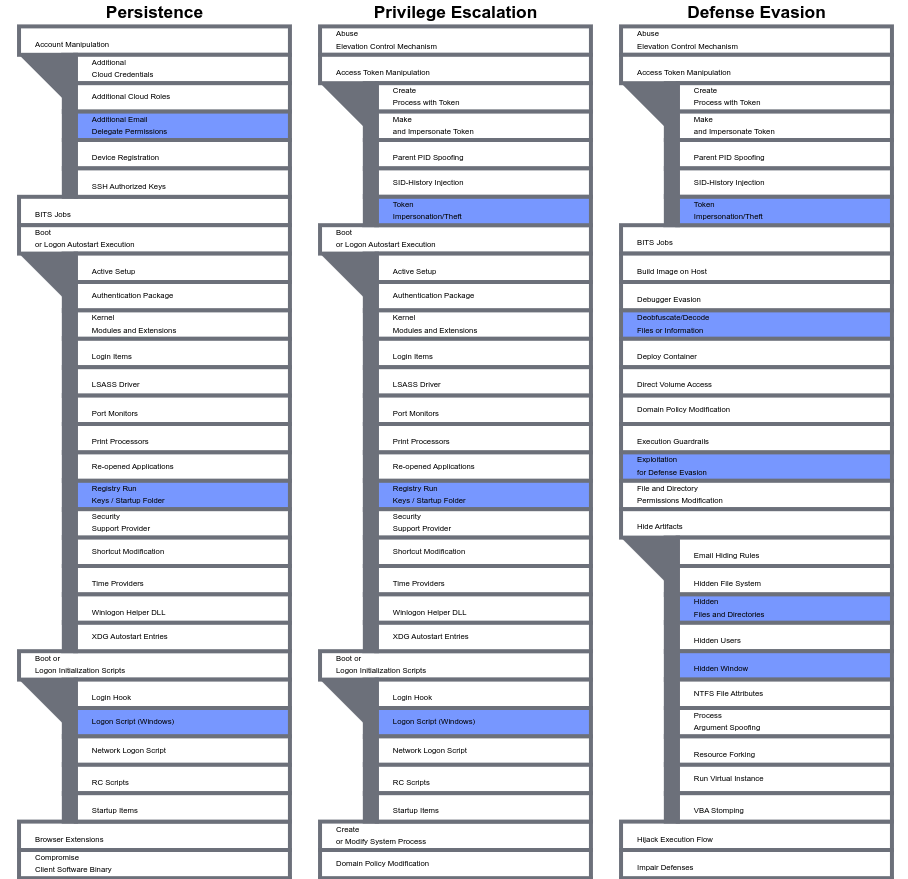 Persistence
Account Manipulation
Additional
Cloud Credentials
Additional Cloud Roles
Additional Email
Delegate Permissions
Device Registration
SSH Authorized Keys
BITS Jobs
Boot
or Logon Autostart Execution
Active Setup
Authentication Package
Kernel
Modules and Extensions
Login Items
LSASS Driver
Port Monitors
Print Processors
Re-opened Applications
Registry Run
Keys / Startup Folder
Security
Support Provider
Shortcut Modification
Time Providers
Winlogon Helper DLL
XDG Autostart Entries
Boot or
Logon Initialization Scripts
Login Hook
Logon Script (Windows)
Network Logon Script
RC Scripts
Startup Items
Browser Extensions
Compromise
Client Software Binary
Privilege Escalation
Abuse
Elevation Control Mechanism
Access Token Manipulation
Create
Process with Token
Make
and Impersonate Token
Parent PID Spoofing
SID-History Injection
Token
Impersonation/Theft
Boot
or Logon Autostart Execution
Active Setup
Authentication Package
Kernel
Modules and Extensions
Login Items
LSASS Driver
Port Monitors
Print Processors
Re-opened Applications
Registry Run
Keys / Startup Folder
Security
Support Provider
Shortcut Modification
Time Providers
Winlogon Helper DLL
XDG Autostart Entries
Boot or
Logon Initialization Scripts
Login Hook
Logon Script (Windows)
Network Logon Script
RC Scripts
Startup Items
Create
or Modify System Process
Domain Policy Modification
Defense Evasion
Abuse
Elevation Control Mechanism
Access Token Manipulation
Create
Process with Token
Make
and Impersonate Token
Parent PID Spoofing
SID-History Injection
Token
Impersonation/Theft
BITS Jobs
Build Image on Host
Debugger Evasion
Deobfuscate/Decode
Files or Information
Deploy Container
Direct Volume Access
Domain Policy Modification
Execution Guardrails
Exploitation
for Defense Evasion
File and Directory
Permissions Modification
Hide Artifacts
Email Hiding Rules
Hidden File System
Hidden
Files and Directories
Hidden Users
Hidden Window
NTFS File Attributes
Process
Argument Spoofing
Resource Forking
Run Virtual Instance
VBA Stomping
Hijack Execution Flow
Impair Defenses